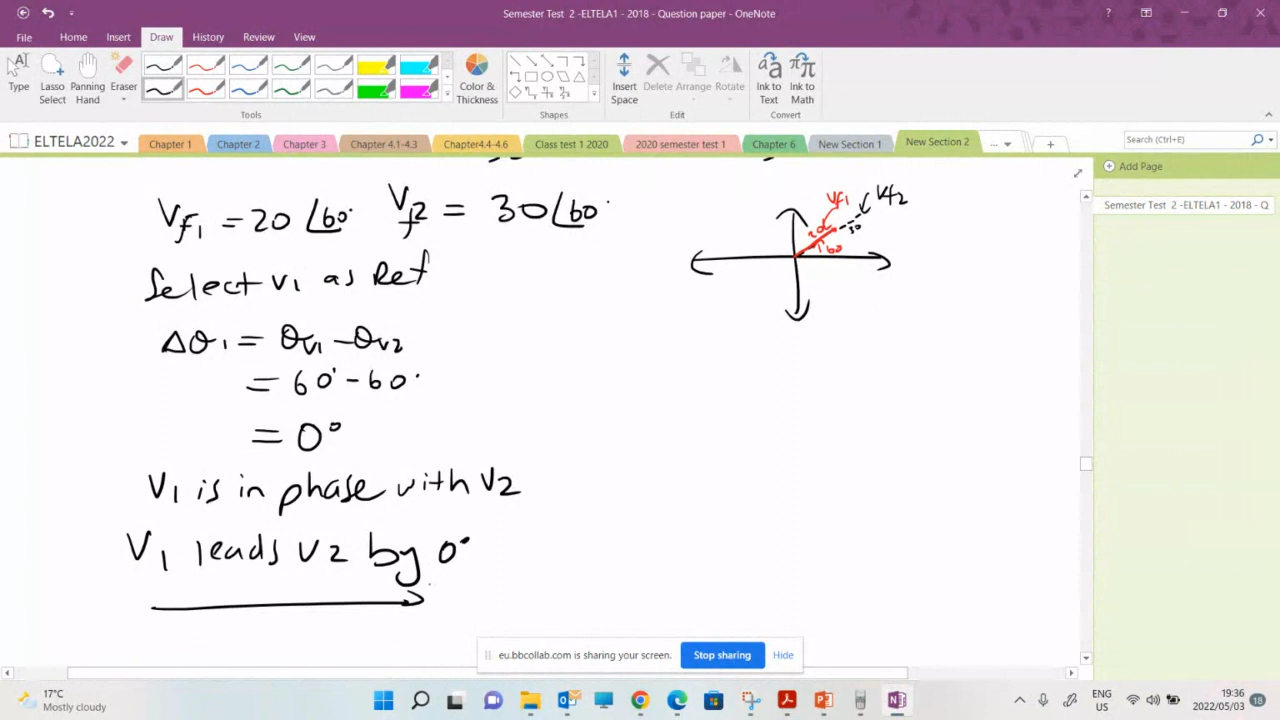 Semester Test 2 -ELTELA1 - 2018 - Question paper - OneNote
File Home Insert Draw History Review View
Type Lasso Select Panning Hand Eraser Color & Thickness Insert Space Delete Arrange Rotate Ink to Text Ink to Math
Tools Shapes Edit Convert
ELTELA2022 Chapter 1 Chapter 2 Chapter 3 Chapter 4.1-4.3 Chapter4.4-4.6 Class test 1 2020 2020 semester test 1 Chapter 6 New Section 1 New Section 2 ... + Search (Ctrl+E)
Add Page
Semester Test 2 -ELTELA1 - 2018 - Q
Vf1 = 20 ∠60° Vf2 = 30∠60°
Vf1 Vf2
20 30
60
Select V1 as Ref
Δθ1 = θV1 - θV2
= 60° - 60°
= 0°
V1 is in phase with V2
V1 leads V2 by 0°
eu.bbcollab.com is sharing your screen. Stop sharing Hide
17°C
Mostly cloudy
ENG
US
19:36
2022/05/03